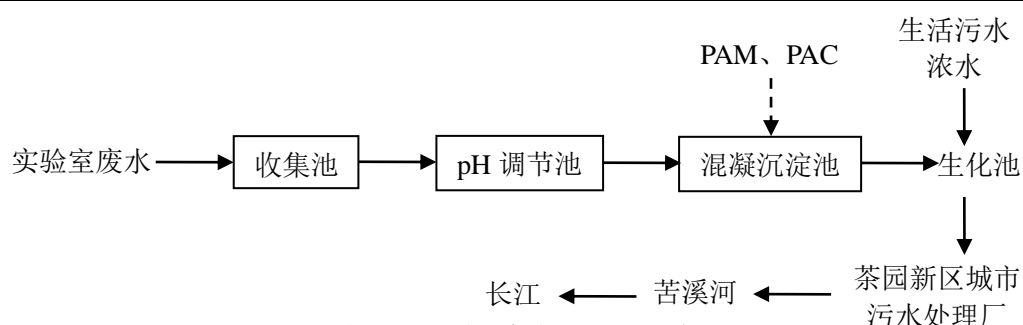 生活污水
浓水
PAM、PAC
实验室废水
收集池
pH 调节池
混凝沉淀池
生化池
茶园新区城市
污水处理厂
苦溪河
长江